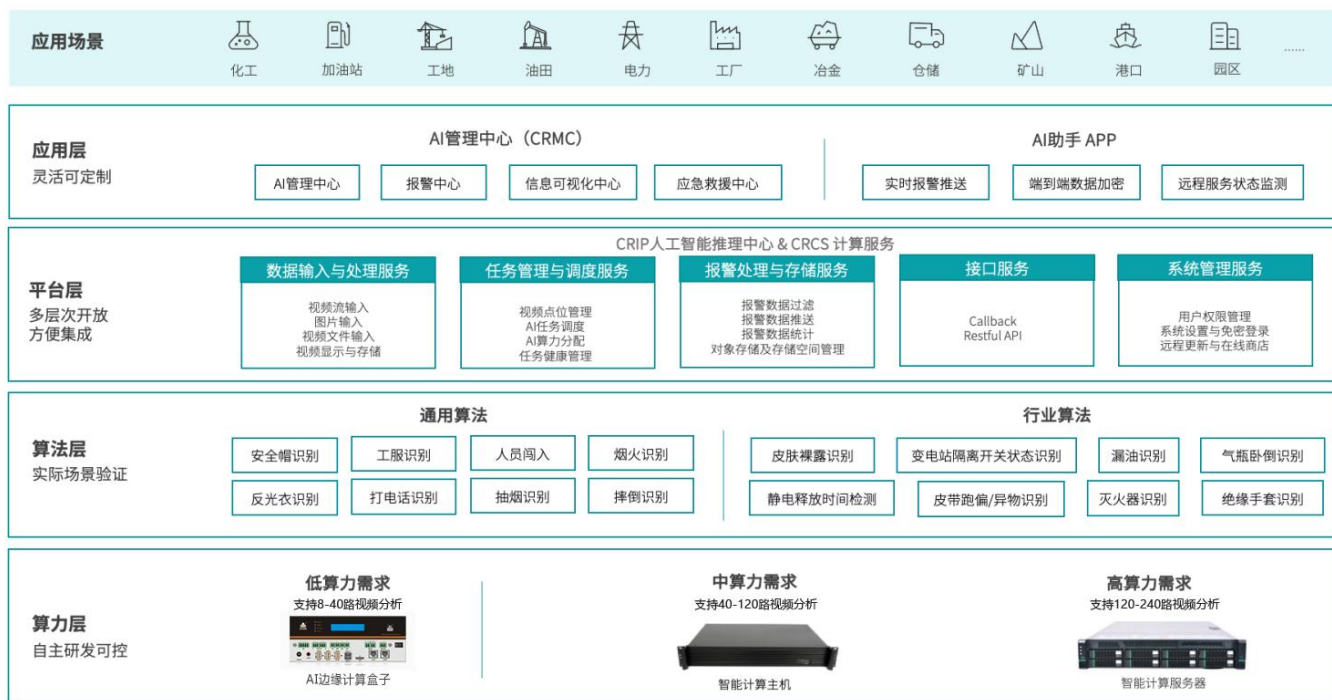 应用场景
化工
加油站
工地
油田
电力
工厂
冶金
仓储
矿山
港口
园区
......
应用层
灵活可定制
AI管理中心（CRMC）
AI管理中心
报警中心
信息可视化中心
应急救援中心
AI助手 APP
实时报警推送
端到端数据加密
远程服务状态监测
平台层
多层次开放
方便集成
CRIP人工智能推理中心 & CRCS 计算服务
数据输入与处理服务
视频流输入
图片输入
视频文件输入
视频显示与存储
任务管理与调度服务
视频点位管理
AI任务调度
AI算力分配
任务健康管理
报警处理与存储服务
报警数据过滤
报警数据推送
报警数据统计
对象存储及存储空间管理
接口服务
Callback
Restful API
系统管理服务
用户权限管理
系统设置与免密登录
远程更新与在线商店
算法层
实际场景验证
通用算法
安全帽识别
工服识别
人员闯入
烟火识别
反光衣识别
打电话识别
抽烟识别
摔倒识别
行业算法
皮肤裸露识别
变电站隔离开关状态识别
漏油识别
气瓶卧倒识别
静电释放时间检测
皮带跑偏/异物识别
灭火器识别
绝缘手套识别
算力层
自主研发可控
低算力需求
支持8-40路视频分析
AI边缘计算盒子
中算力需求
支持40-120路视频分析
智能计算主机
高算力需求
支持120-240路视频分析
智能计算服务器